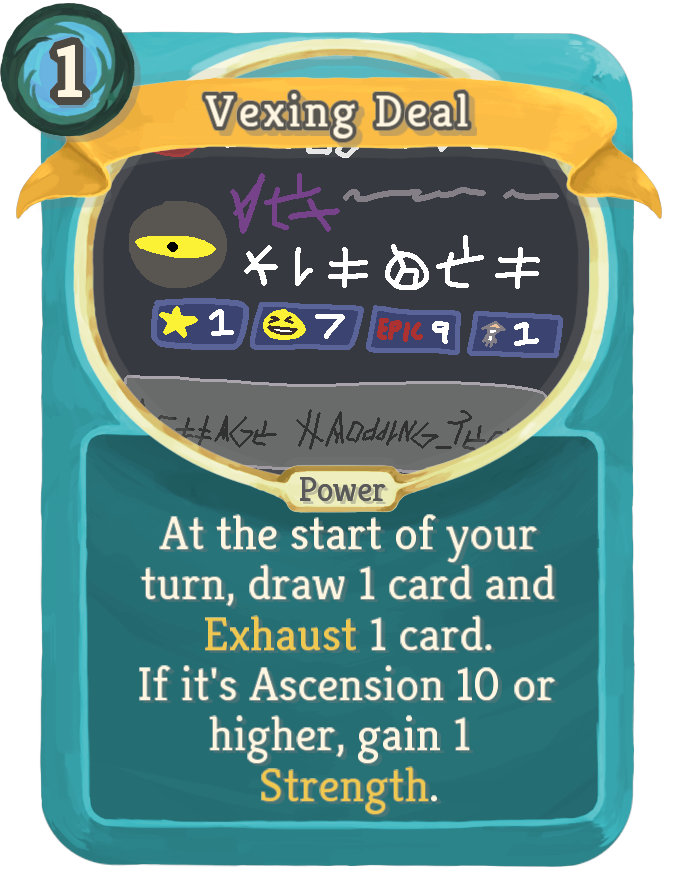 1
Vexing Deal
1
7
EPIC 9
1
Power
At the start of your
turn, draw 1 card and
Exhaust 1 card.
If it's Ascension 10 or
higher, gain 1
Strength.